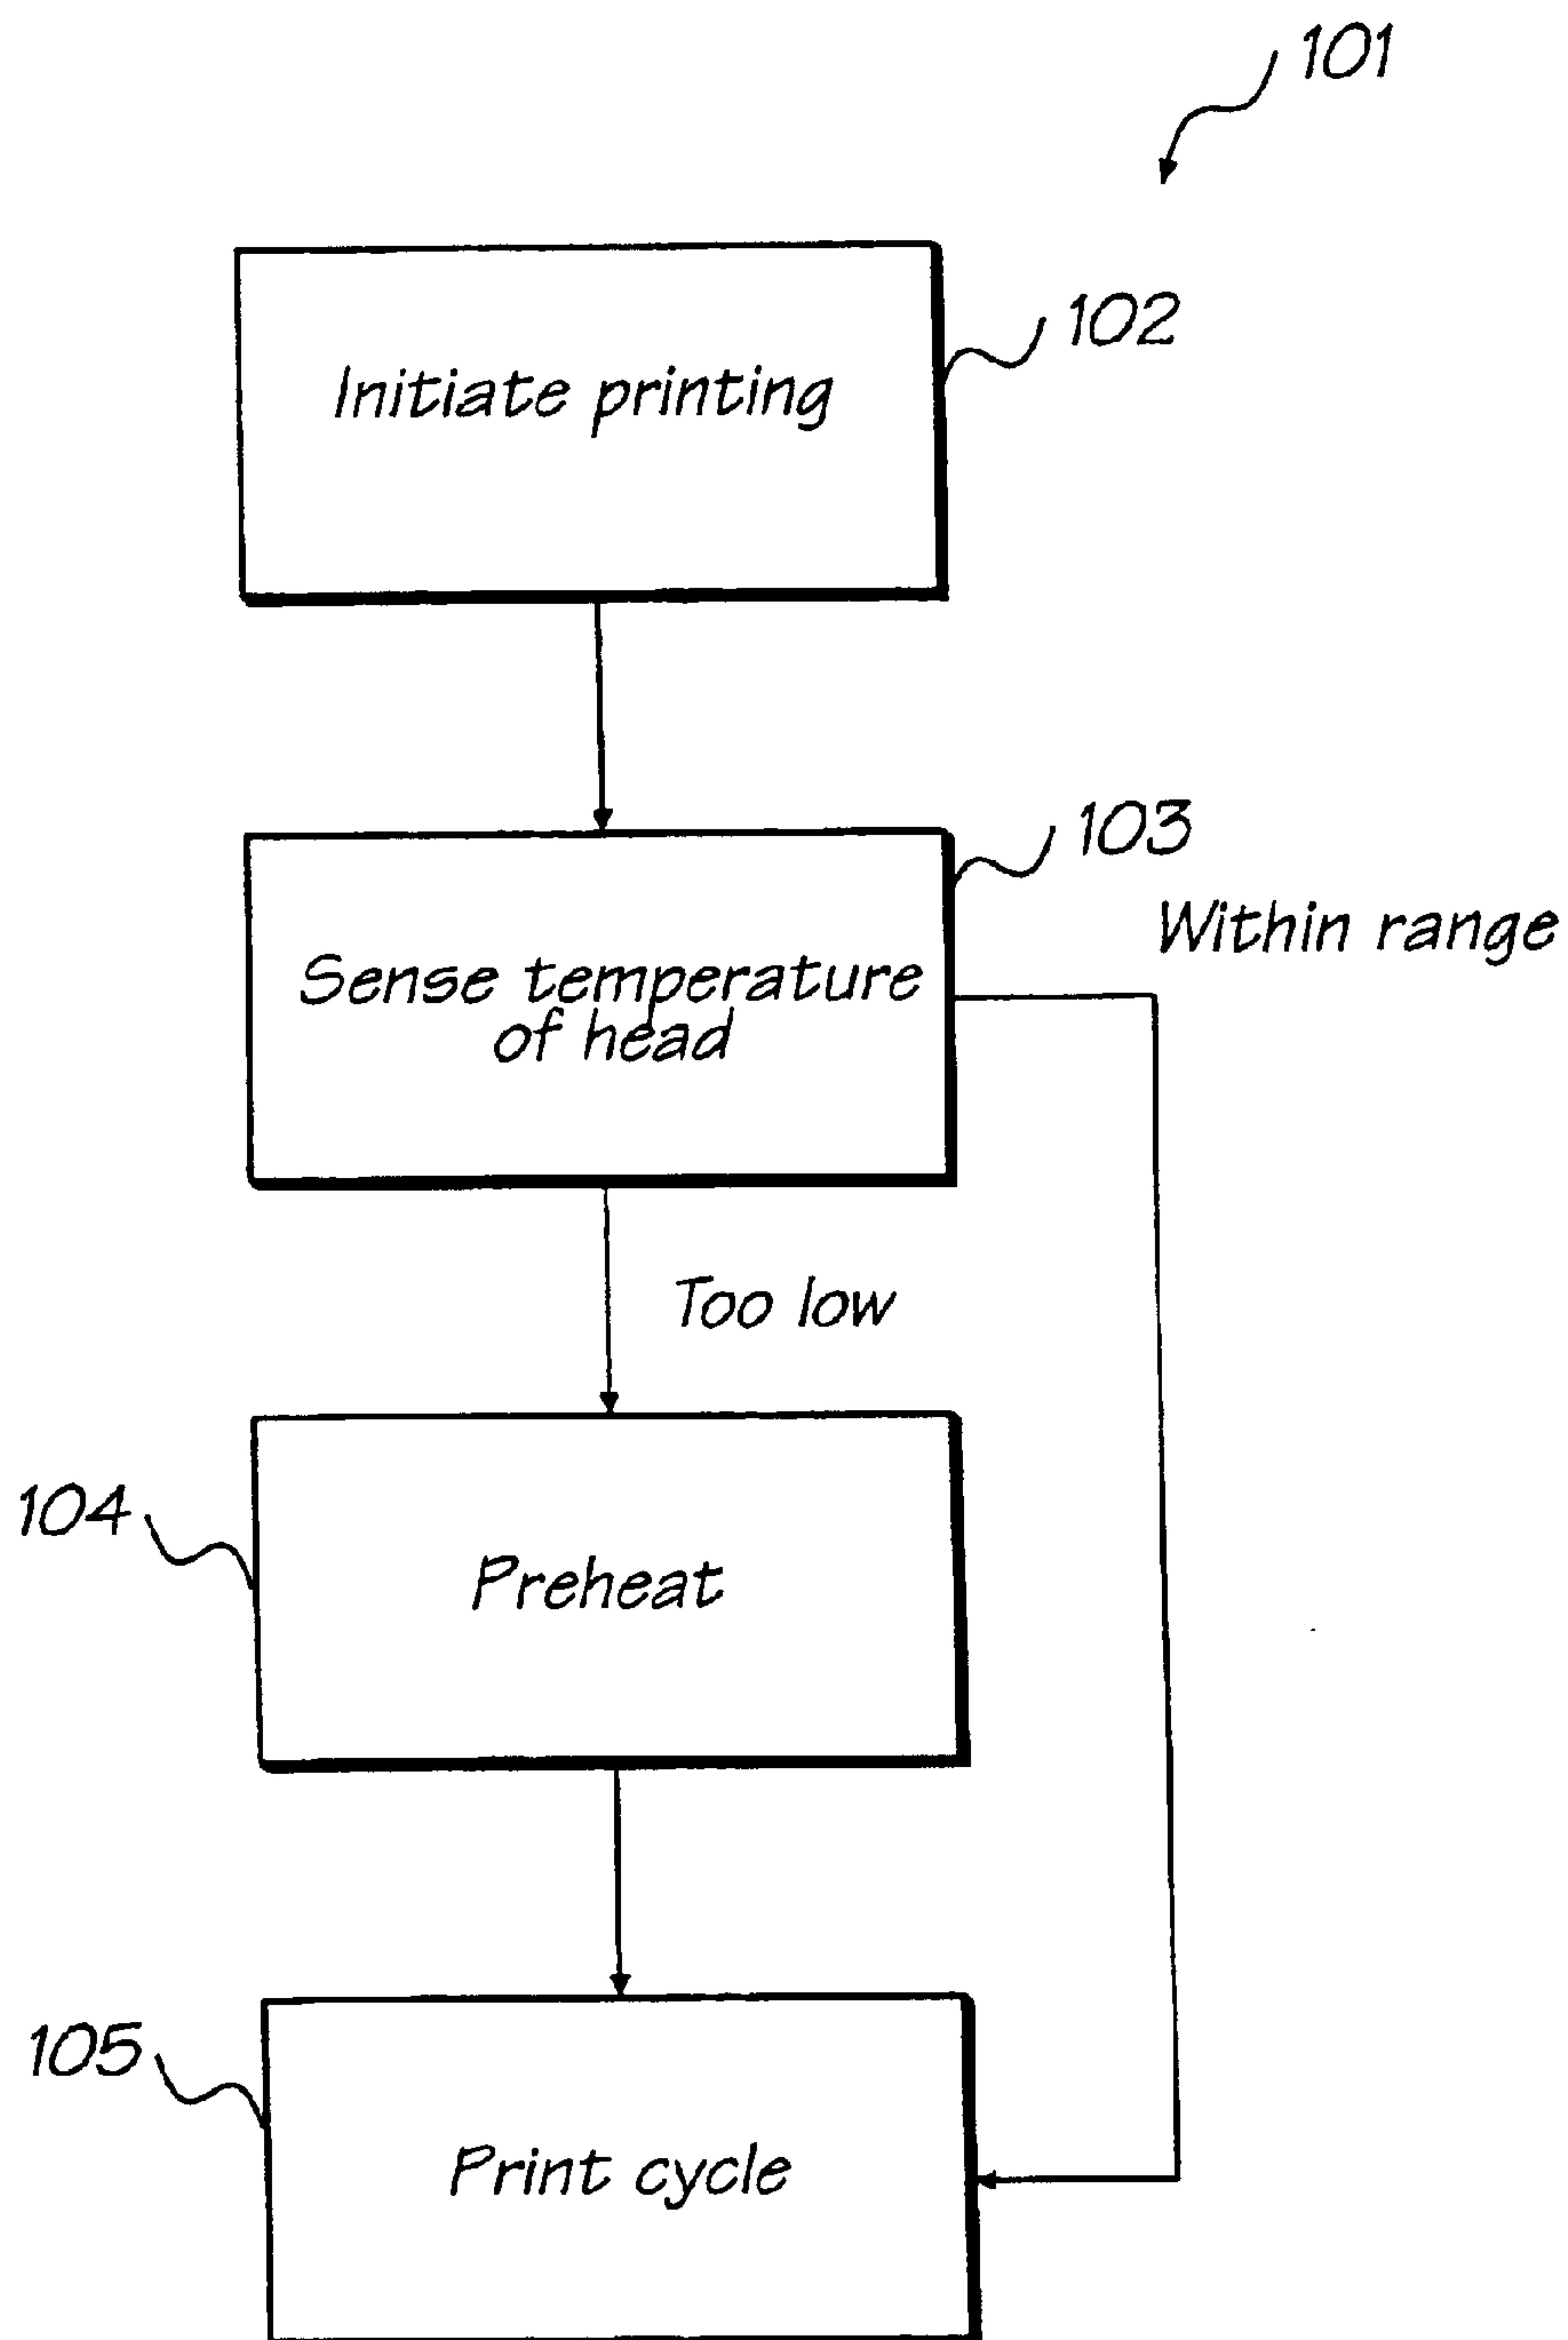 101
Initiate printing
102
103
Within range
Sense temperature
of head
Too low
104
Preheat
105
Print cycle